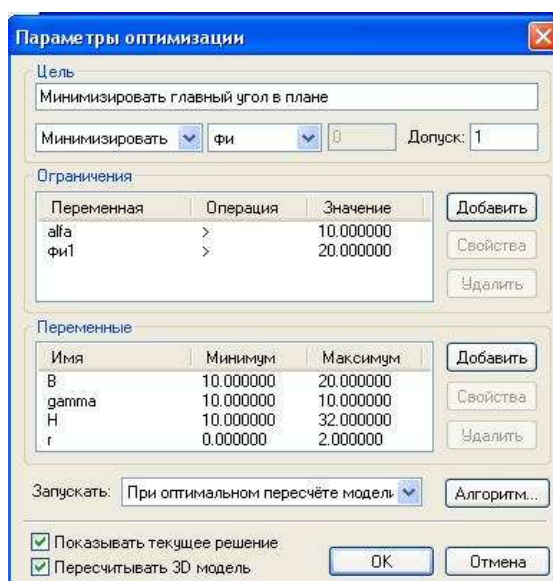 Параметры оптимизации
Цель
Минимизировать главный угол в плане
Минимизировать фи 0 Допуск: 1
Ограничения
Переменная Операция Значение Добавить
alfa > 10.000000
фи1 > 20.000000 Свойства
Удалить
Переменные
Имя Минимум Максимум Добавить
B 10.000000 20.000000
gamma 10.000000 10.000000 Свойства
H 10.000000 32.000000
r 0.000000 2.000000 Удалить
Запускать: При оптимальном пересчёте модели Алгоритм...
Показывать текущее решение
Пересчитывать 3D модель OK Отмена